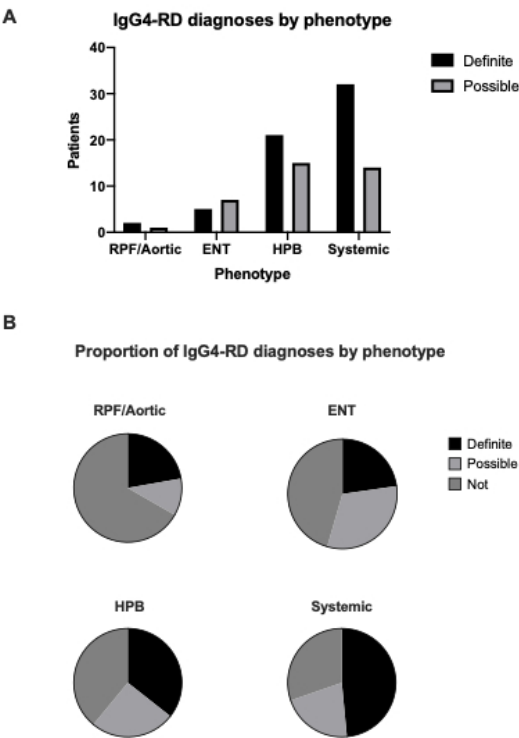 A
IgG4-RD diagnoses by phenotype
Definite
Possible
Patients
40
30
20
10
0
RPF/Aortic ENT HPB Systemic
Phenotype
B
Proportion of IgG4-RD diagnoses by phenotype
RPF/Aortic ENT
Definite
Possible
Not
HPB Systemic